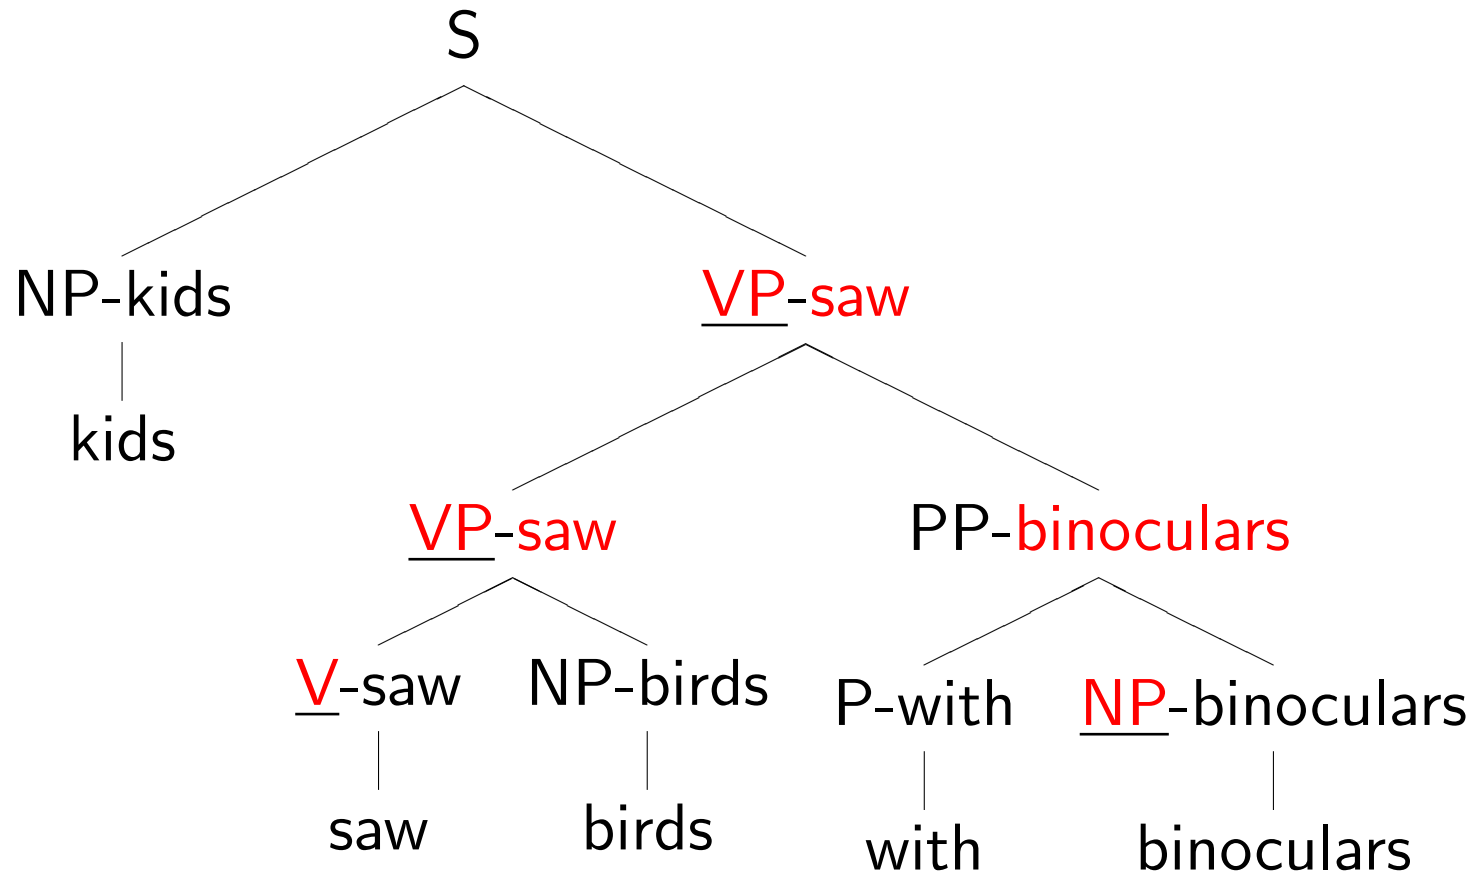 S
NP-kids VP-saw
kids
VP-saw PP-binoculars
V-saw NP-birds P-with NP-binoculars
saw birds with binoculars